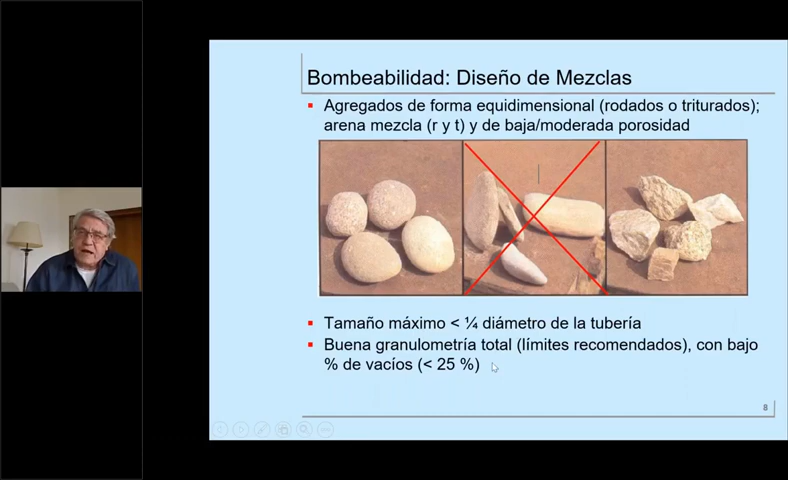 Bombeabilidad: Diseño de Mezclas
▪ Agregados de forma equidimensional (rodados o triturados);
arena mezcla (r y t) y de baja/moderada porosidad
▪ Tamaño máximo < ¼ diámetro de la tubería
▪ Buena granulometría total (límites recomendados), con bajo
% de vacíos (< 25 %)
8